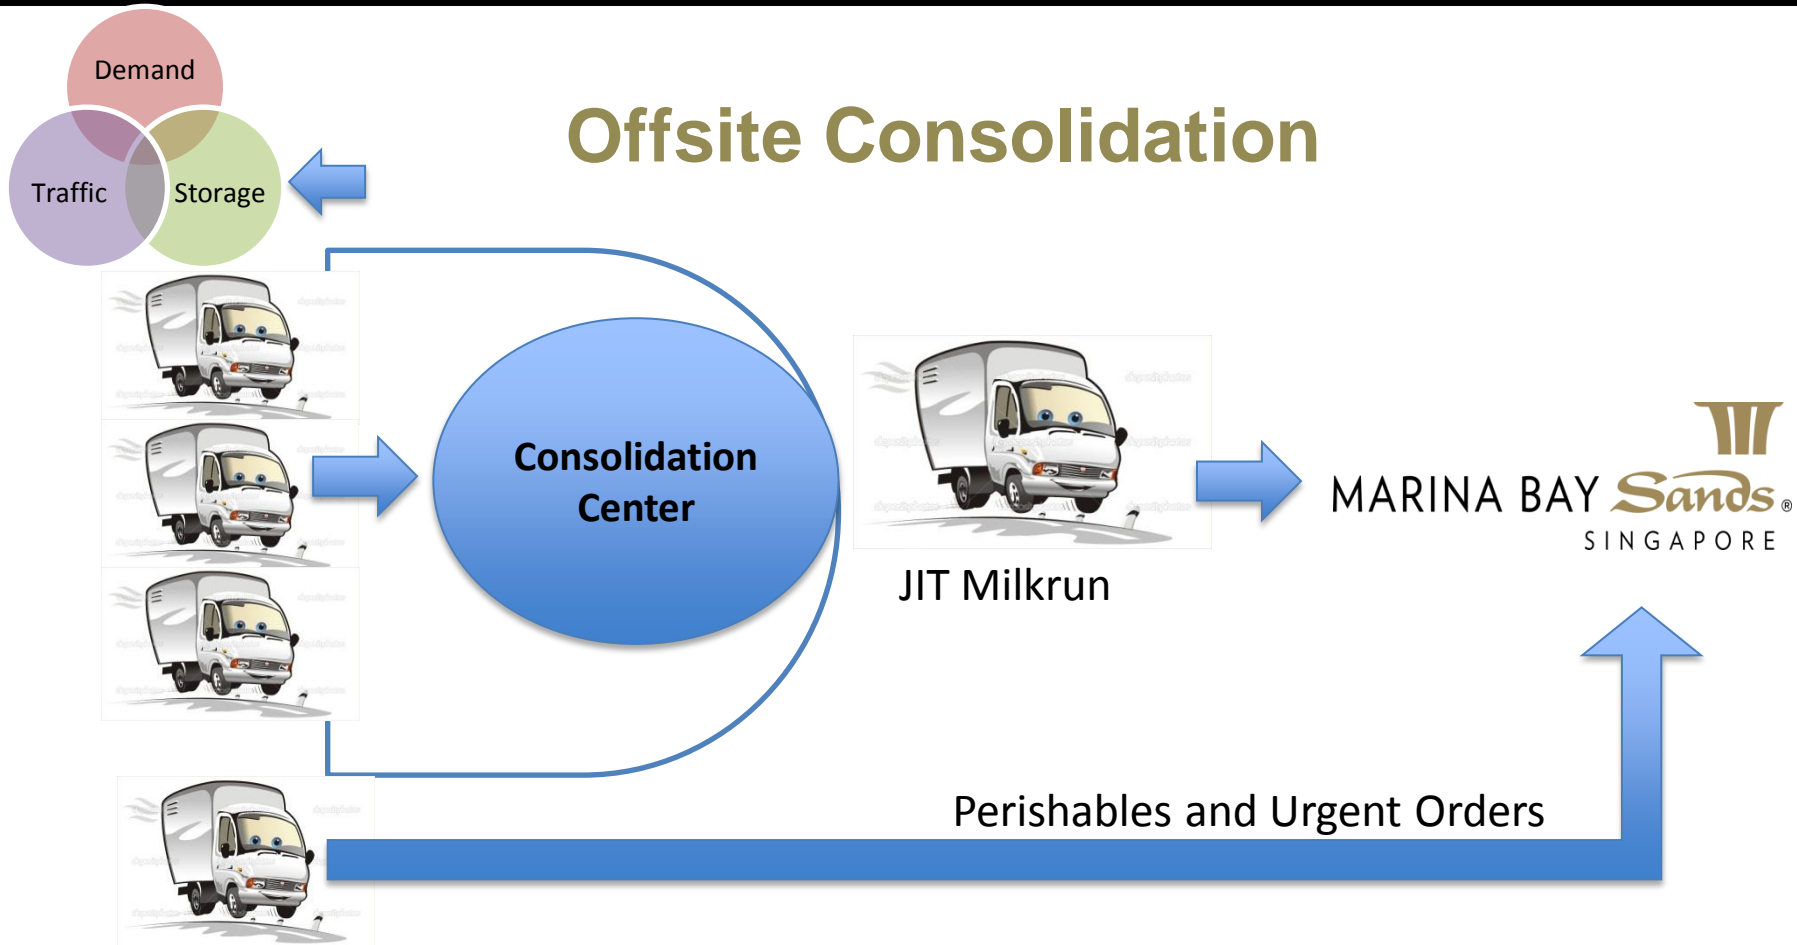 Demand
Traffic
Storage
Offsite Consolidation
Consolidation
Center
JIT Milkrun
MARINA BAY Sands®
SINGAPORE
Perishables and Urgent Orders